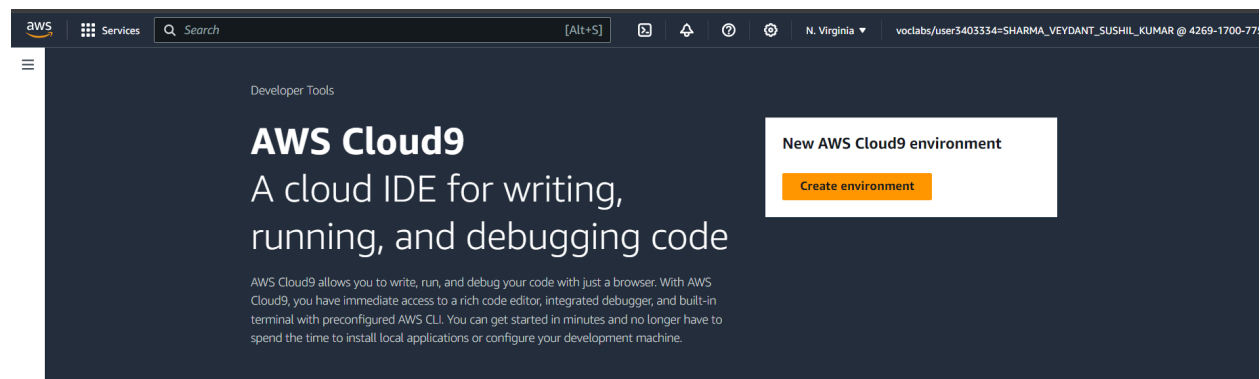 aws
Services
Search
[Alt+S]
N. Virginia ▼
voclabs/user3403334=SHARMA_VEYDANT_SUSHIL_KUMAR @ 4269-1700-775
Developer Tools
AWS Cloud9
A cloud IDE for writing,
running, and debugging code
AWS Cloud9 allows you to write, run, and debug your code with just a browser. With AWS
Cloud9, you have immediate access to a rich code editor, integrated debugger, and built-in
terminal with preconfigured AWS CLI. You can get started in minutes and no longer have to
spend the time to install local applications or configure your development machine.
New AWS Cloud9 environment
Create environment